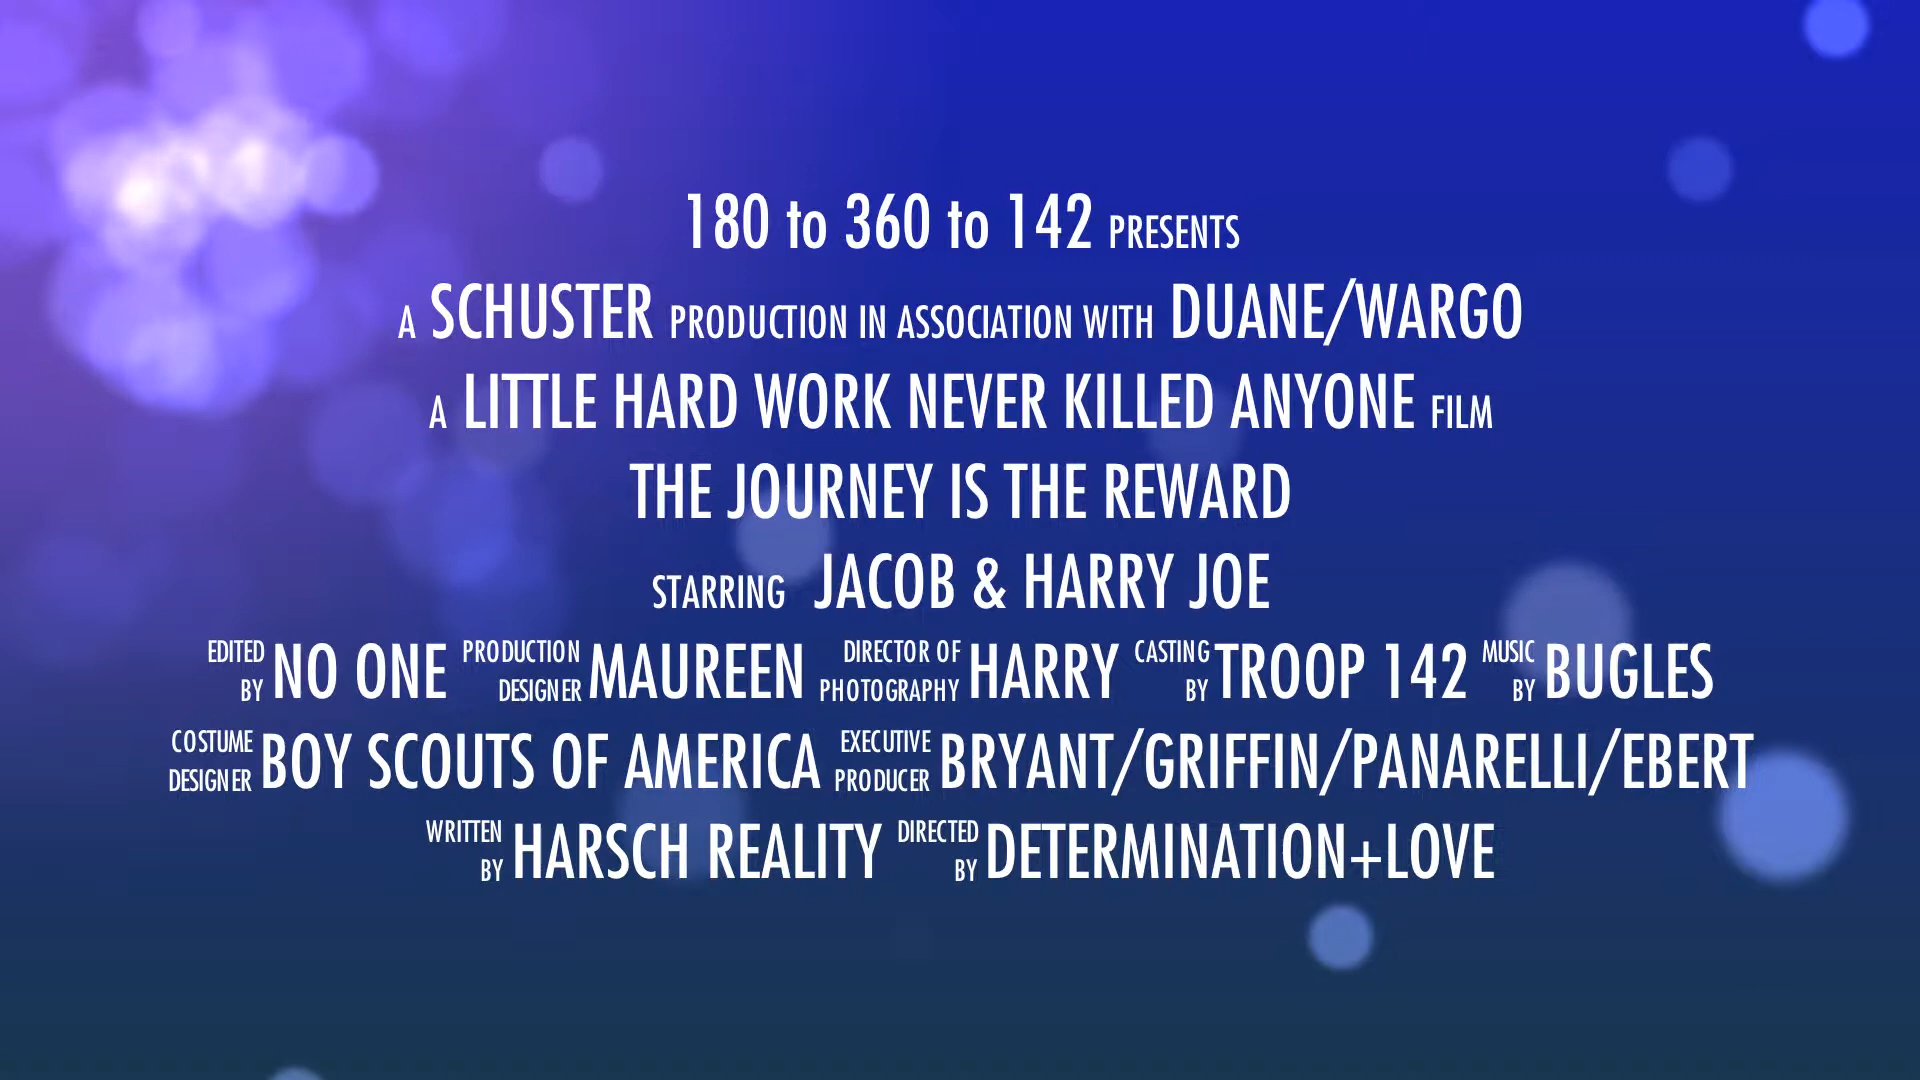 180 to 360 to 142 PRESENTS
A SCHUSTER PRODUCTION IN ASSOCIATION WITH DUANE/WARGO
A LITTLE HARD WORK NEVER KILLED ANYONE FILM
THE JOURNEY IS THE REWARD
STARRING JACOB & HARRY JOE
EDITED BY NO ONE PRODUCTION DESIGNER MAUREEN DIRECTOR OF PHOTOGRAPHY HARRY CASTING BY TROOP 142 MUSIC BY BUGLES
COSTUME DESIGNER BOY SCOUTS OF AMERICA EXECUTIVE PRODUCER BRYANT/GRIFFIN/PANARELLI/EBERT
WRITTEN BY HARSCH REALITY DIRECTED BY DETERMINATION+LOVE